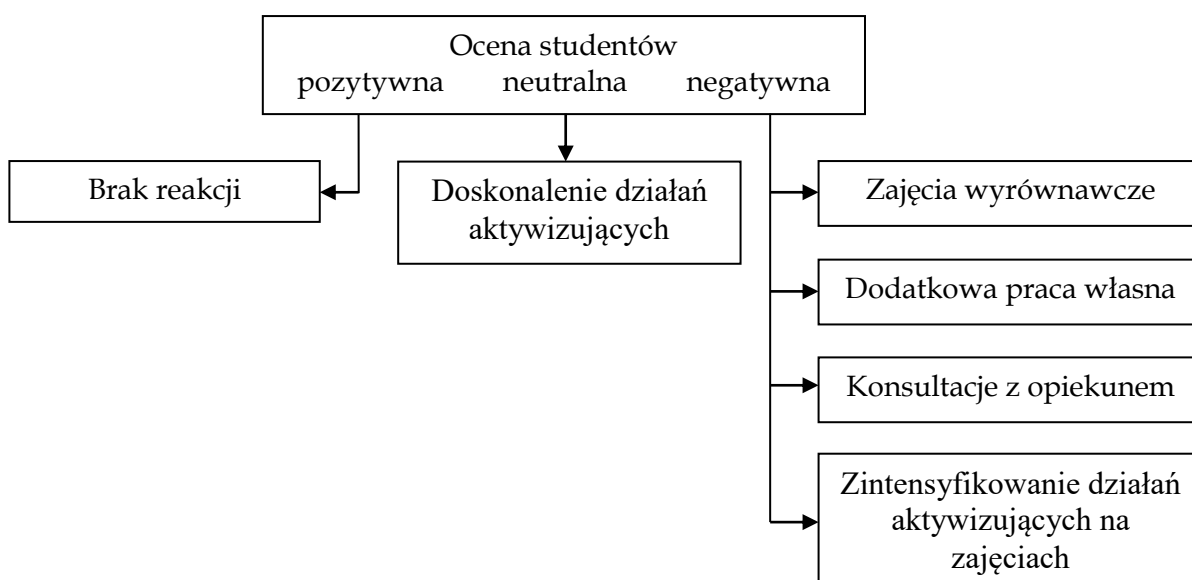 Ocena studentów
pozytywna neutralna negatywna
Brak reakcji
Doskonalenie działań
aktywizujących
Zajęcia wyrównawcze
Dodatkowa praca własna
Konsultacje z opiekunem
Zintensyfikowanie działań
aktywizujących na
zajęciach